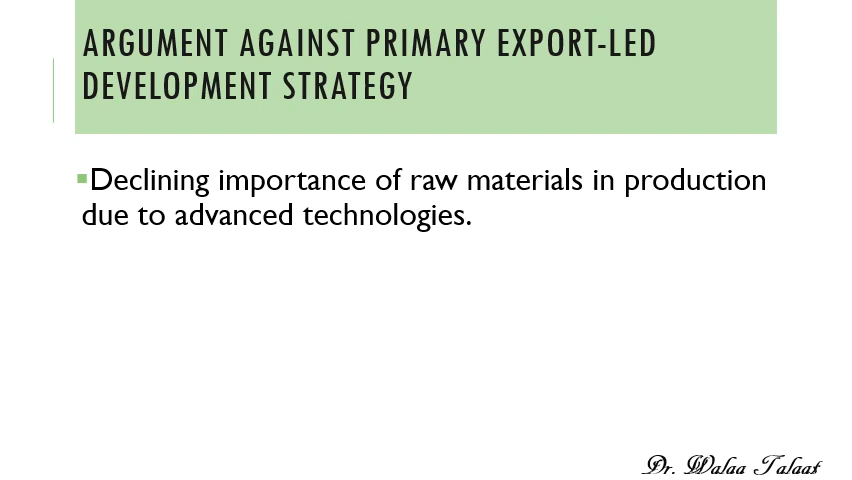 ARGUMENT AGAINST PRIMARY EXPORT-LED
DEVELOPMENT STRATEGY
▪Declining importance of raw materials in production
due to advanced technologies.
Dr. Walaa Talaat